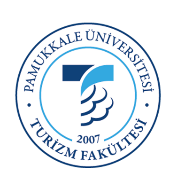 PAMUKKALE ÜNİVERSİTESİ
2007
TURİZM FAKÜLTESİ